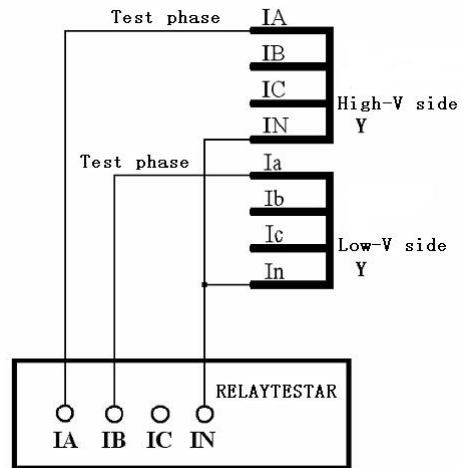 Test phase IA
IB
IC
High-V side
IN Y
Test phase Ia
Ib
Ic
Low-V side
In Y
RELAYTESTAR
IA IB IC IN